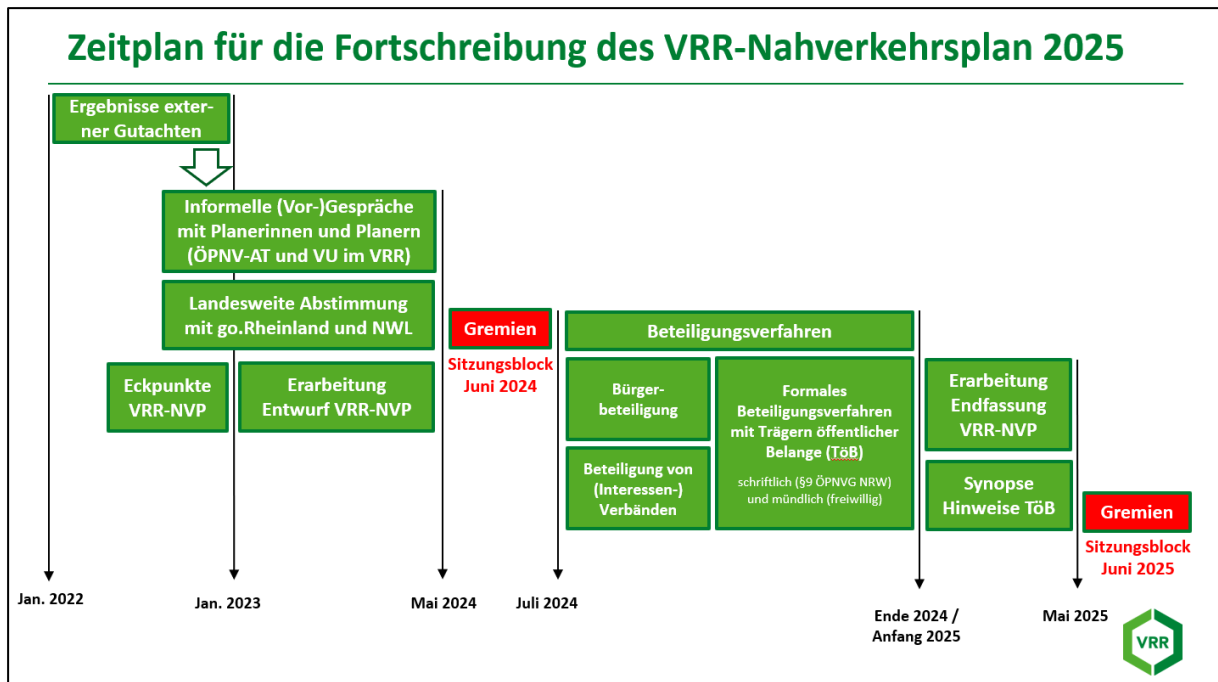 Zeitplan für die Fortschreibung des VRR-Nahverkehrsplan 2025
Ergebnisse exter-
ner Gutachten
Informelle (Vor-)Gespräche
mit Planerinnen und Planern
(ÖPNV-AT und VU im VRR)
Landesweite Abstimmung
mit go.Rheinland und NWL
Eckpunkte
VRR-NVP
Erarbeitung
Entwurf VRR-NVP
Gremien
Sitzungsblock
Juni 2024
Beteiligungsverfahren
Bürger-
beteiligung
Beteiligung von
(Interessen-)
Verbänden
Formales
Beteiligungsverfahren
mit Trägern öffentlicher
Belange (TöB)
schriftlich (§9 ÖPNVG NRW)
und mündlich (freiwillig)
Erarbeitung
Endfassung
VRR-NVP
Synopse
Hinweise TöB
Gremien
Sitzungsblock
Juni 2025
Jan. 2022
Jan. 2023
Mai 2024
Juli 2024
Ende 2024 /
Anfang 2025
Mai 2025
VRR